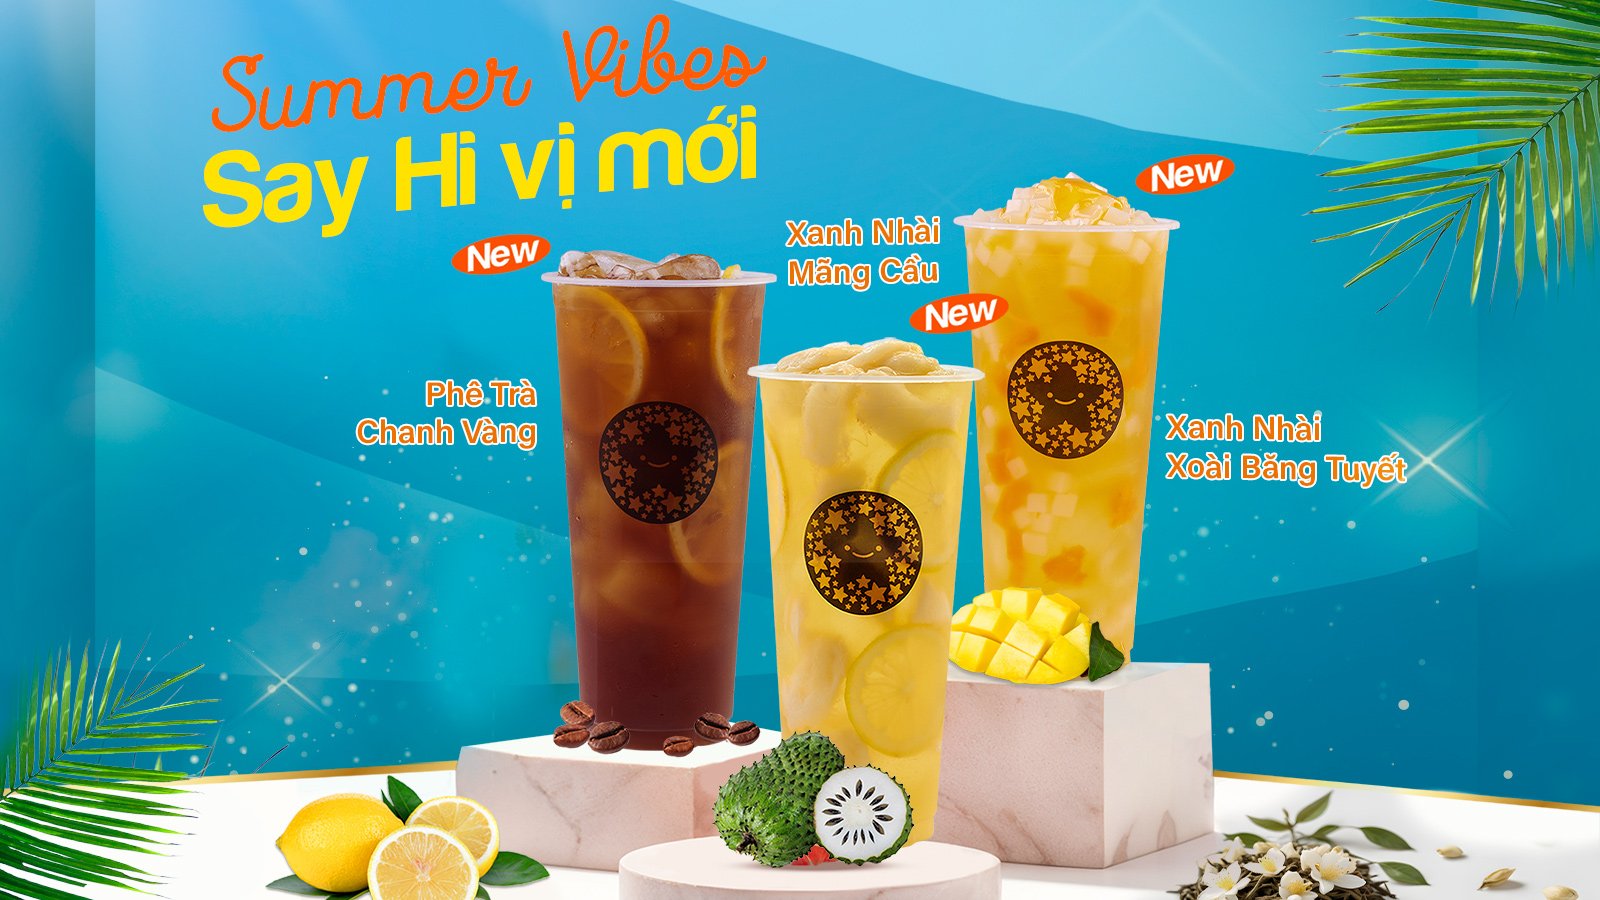 Summer Vibes
Say Hi vị mới
New
Phê Trà
Chanh Vàng
Xanh Nhài
Mãng Cầu
New
New
Xanh Nhài
Xoài Băng Tuyết